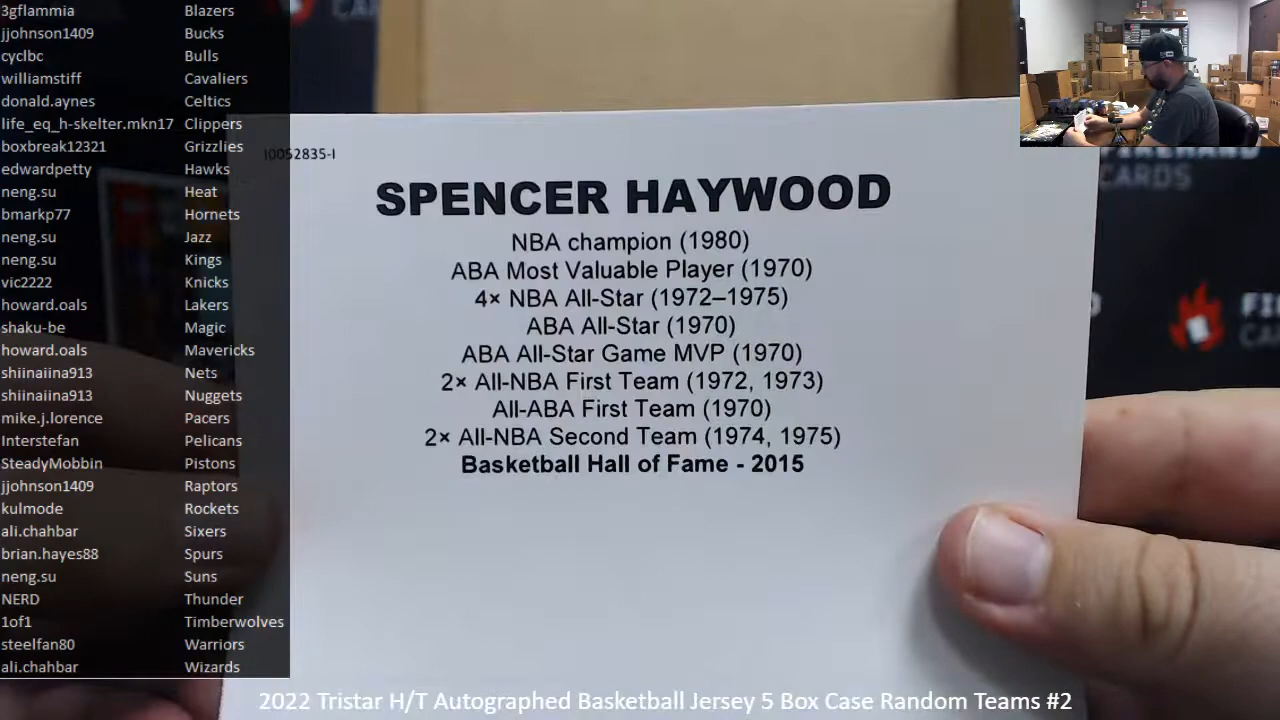 3gflammia Blazers
jjohnson1409 Bucks
cyclbc Bulls
williamstiff Cavaliers
donald.aynes Celtics
life_eq_h-skelter.mkn17 Clippers
boxbreak12321 Grizzlies
edwardpetty Hawks
neng.su Heat
bmarkp77 Hornets
neng.su Jazz
neng.su Kings
vic2222 Knicks
howard.oals Lakers
shaku-be Magic
howard.oals Mavericks
shiinaiina913 Nets
shiinaiina913 Nuggets
mike.j.lorence Pacers
Interstefan Pelicans
SteadyMobbin Pistons
jjohnson1409 Raptors
kulmode Rockets
ali.chahbar Sixers
brian.hayes88 Spurs
neng.su Suns
NERD Thunder
1of1 Timberwolves
steelfan80 Warriors
ali.chahbar Wizards
10052835-I
SPENCER HAYWOOD
NBA champion (1980)
ABA Most Valuable Player (1970)
4× NBA All-Star (1972–1975)
ABA All-Star (1970)
ABA All-Star Game MVP (1970)
2× All-NBA First Team (1972, 1973)
All-ABA First Team (1970)
2× All-NBA Second Team (1974, 1975)
Basketball Hall of Fame - 2015
CARDS
2022 Tristar H/T Autographed Basketball Jersey 5 Box Case Random Teams #2